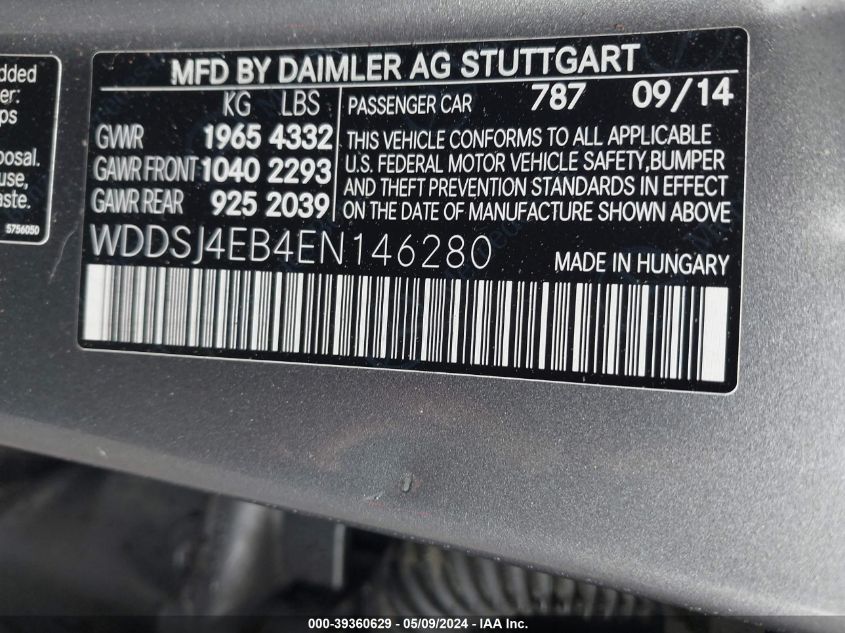 dded
er:
ps
posal.
use,
aste.
5756050
MFD BY DAIMLER AG STUTTGART
KG LBS
GVWR 1965 4332
GAWR FRONT 1040 2293
GAWR REAR 925 2039
PASSENGER CAR 787 09/14
THIS VEHICLE CONFORMS TO ALL APPLICABLE
U.S. FEDERAL MOTOR VEHICLE SAFETY,BUMPER
AND THEFT PREVENTION STANDARDS IN EFFECT
ON THE DATE OF MANUFACTURE SHOWN ABOVE
WDDSJ4EB4EN146280
MADE IN HUNGARY
000-39360629 - 05/09/2024 - IAA Inc.